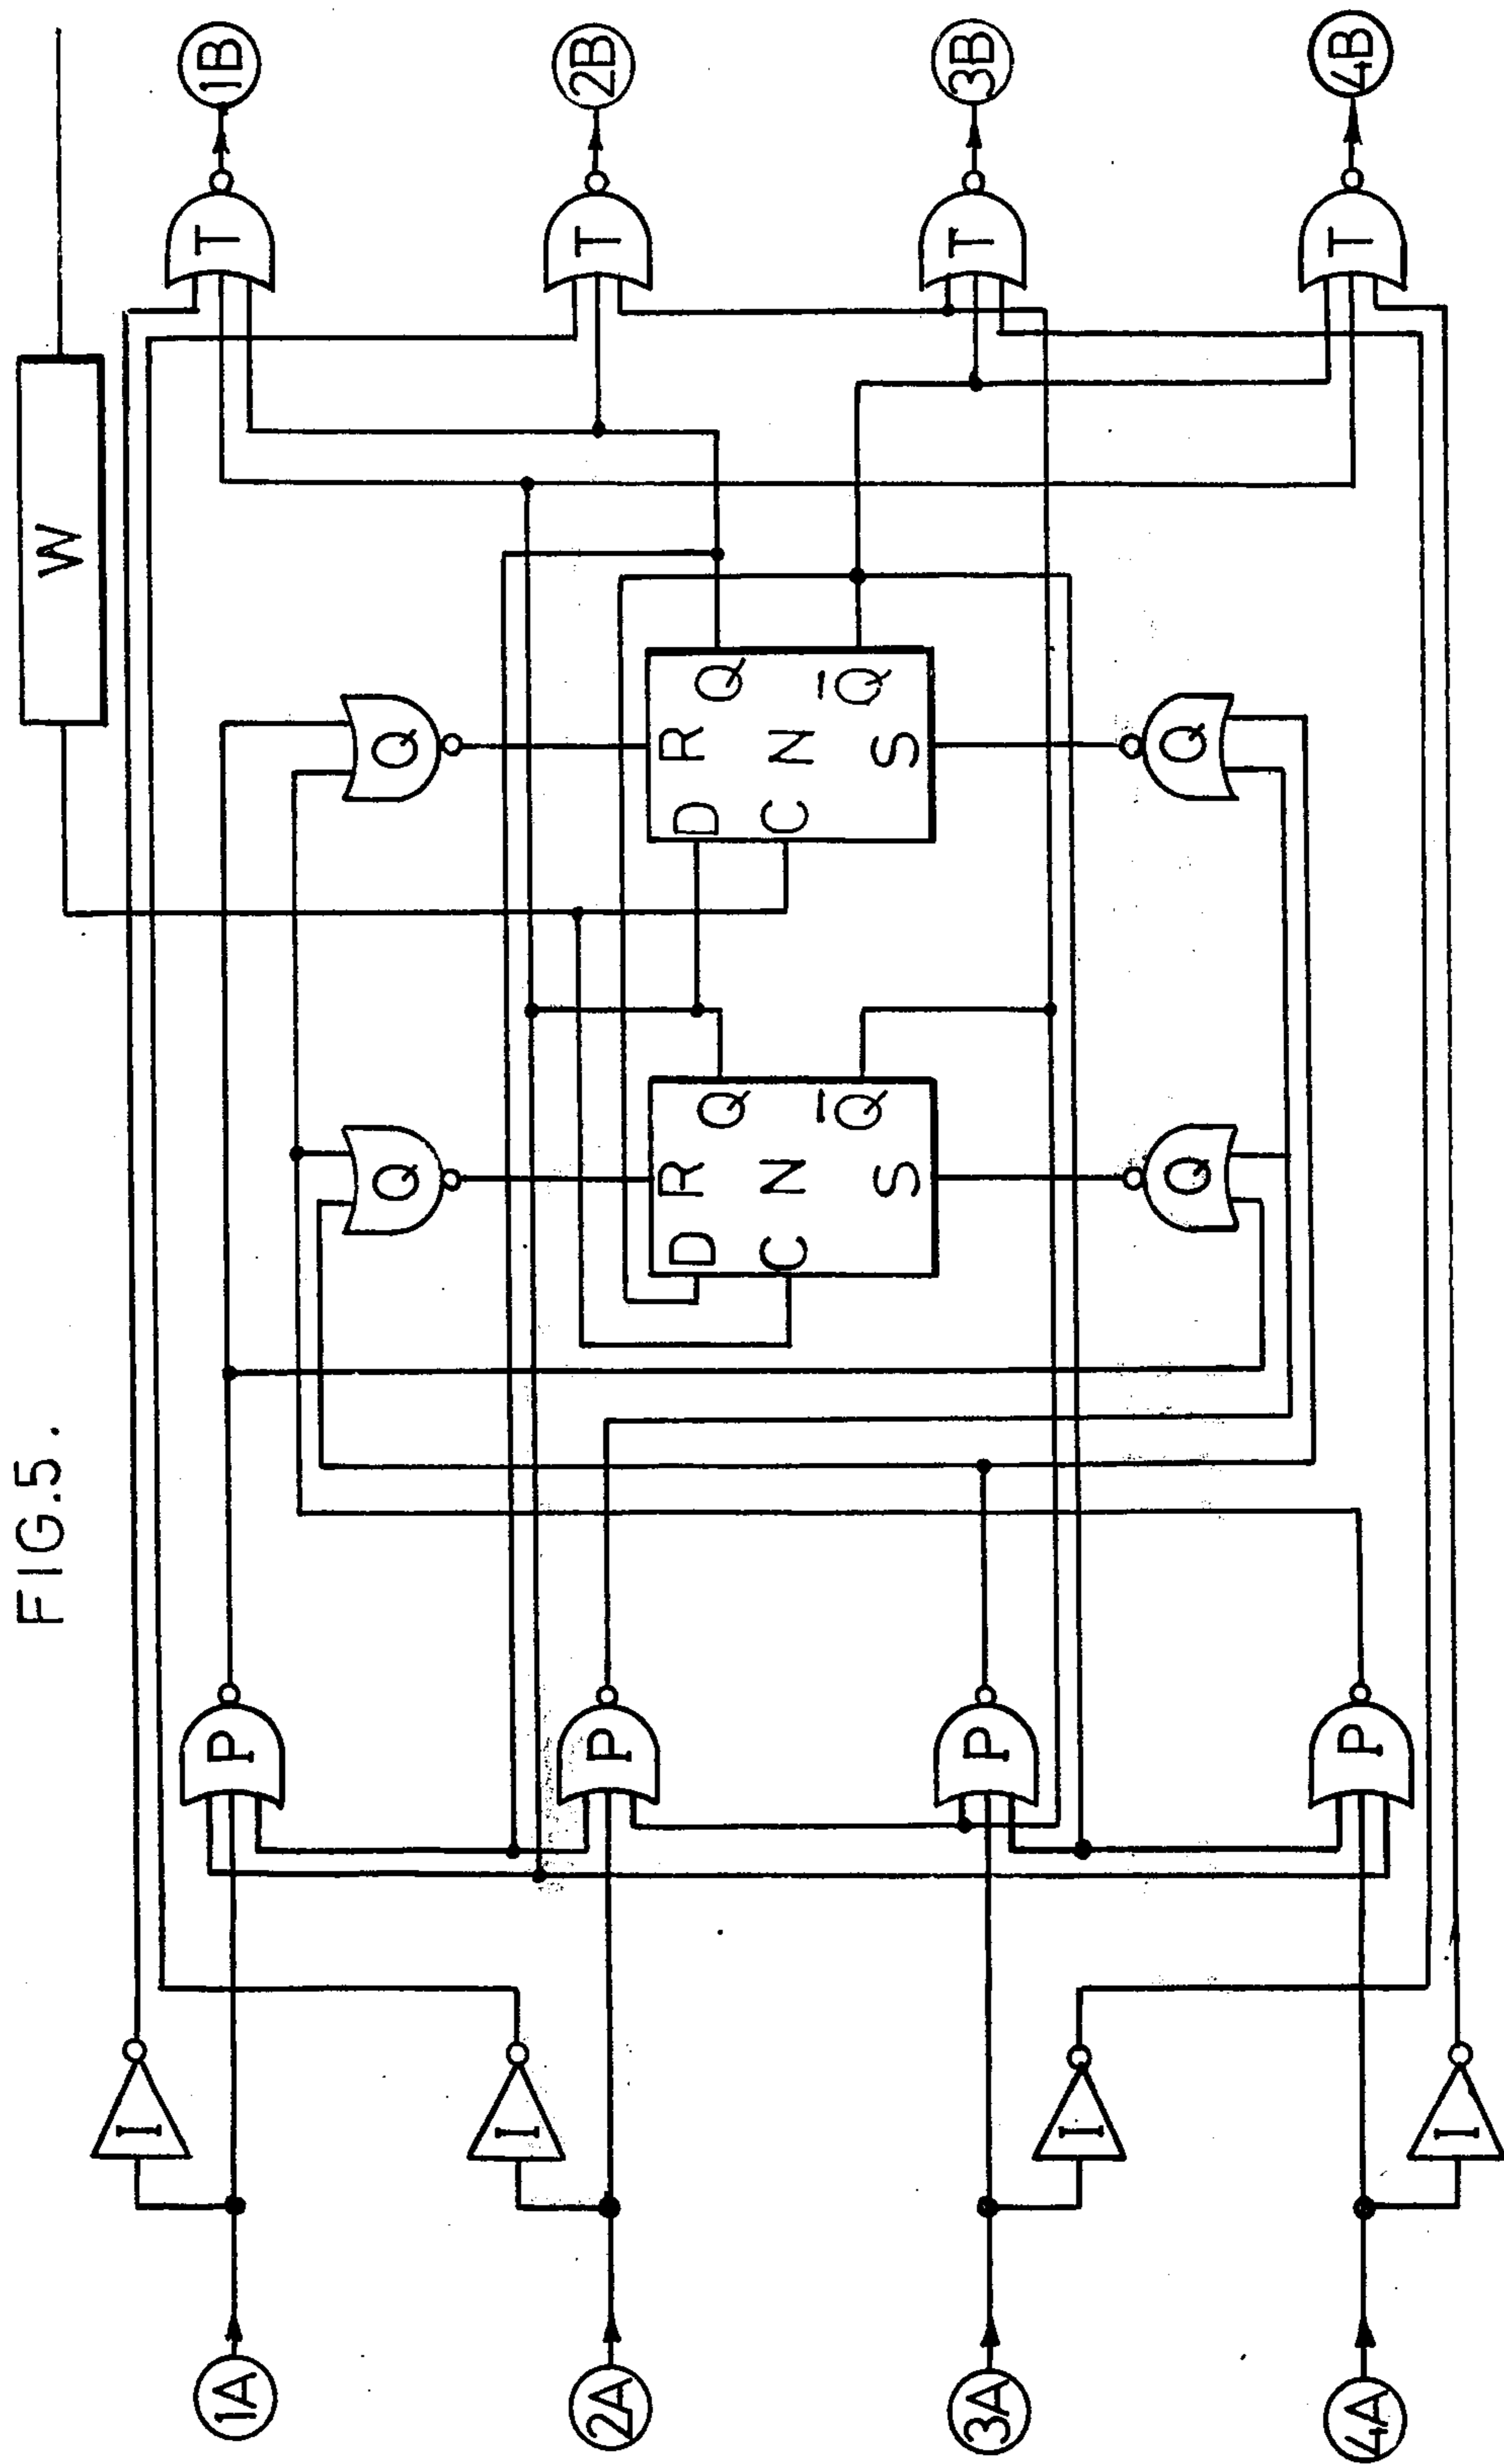 FIG.5.
W
I
1A P T 1B
Q Q
I
2A P T 2B
D R Q D R Q
C N C N
S Q̅ S Q̅
3A P T 3B
I
Q Q
4A P T 4B
I